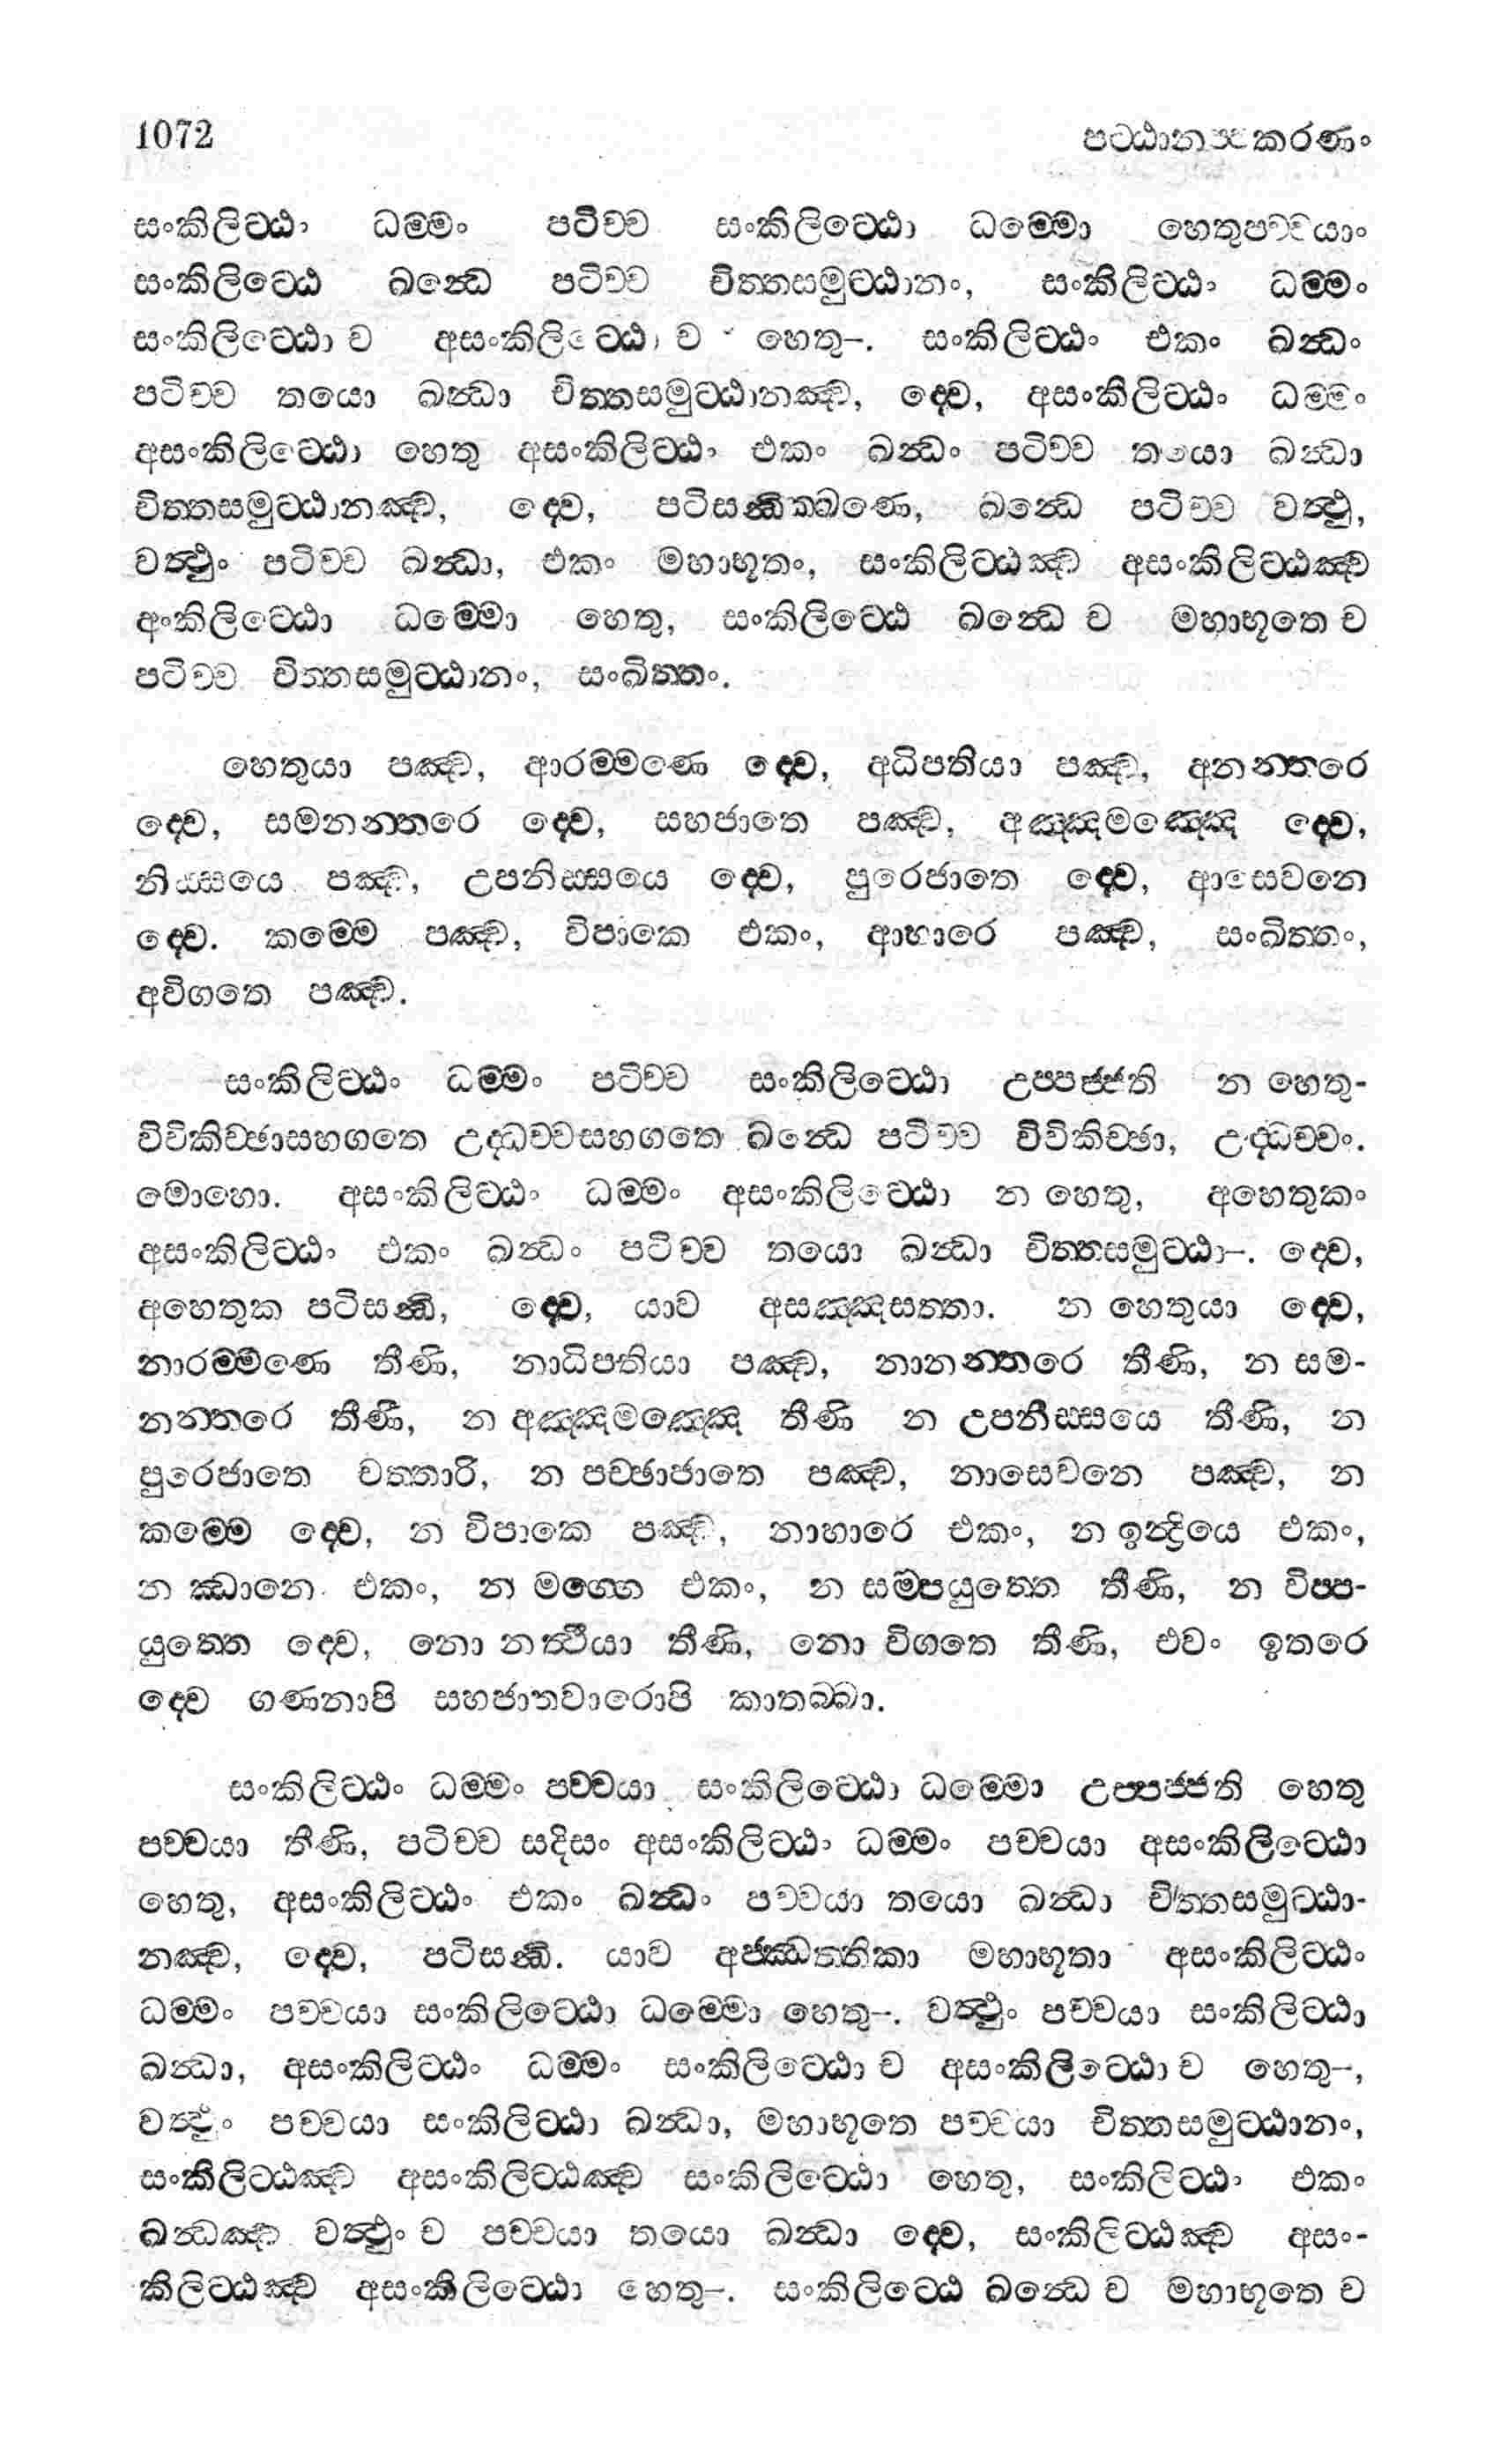 1072 පට්ඨානප්පකරණං
සංකිලිට්ඨං ධම්මං පටිච්ච සංකිලිට්ඨො ධම්මො හෙතුපච්චයාං
සංකිලිට්ඨෙ ඛන්ධෙ පටිච්ච චිත්තසමුට්ඨානං, සංකිලිට්ඨං ධම්මං
සංකිලිට්ඨො ච අසංකිලිට්ඨො ච හෙතු–. සංකිලිට්ඨං එකං ඛන්ධං
පටිච්ච තයො ඛන්ධා චිත්තසමුට්ඨානඤ්ච, ද්වෙ, අසංකිලිට්ඨං ධම්මං
අසංකිලිට්ඨො හෙතු අසංකිලිට්ඨං එකං ඛන්ධං පටිච්ච තයො ඛන්ධා
චිත්තසමුට්ඨානඤ්ච, ද්වෙ, පටිසන්ධික්ඛණෙ, ඛන්ධෙ පටිච්ච වත්ථු,
වත්ථුං පටිච්ච ඛන්ධා, එකං මහාභූතං, සංකිලිට්ඨඤ්ච අසංකිලිට්ඨඤ්ච
අංකිලිට්ඨො ධම්මො හෙතු, සංකිලිට්ඨෙ ඛන්ධෙ ච මහාභූතෙ ච
පටිච්ච චිත්තසමුට්ඨානං, සංඛිත්තං.
හෙතුයා පඤ්ච, ආරම්මණෙ ද්වෙ, අධිපතියා පඤ්ච, අනන්තරෙ
ද්වෙ, සමනන්තරෙ ද්වෙ, සහජාතෙ පඤ්ච, අඤ්ඤමඤ්ඤෙ ද්වෙ,
නිස්සයෙ පඤ්ච, උපනිස්සයෙ ද්වෙ, පුරෙජාතෙ ද්වෙ, ආසෙවනෙ
ද්වෙ. කම්මෙ පඤ්ච, විපාකෙ එකං, ආහාරෙ පඤ්ච, සංඛිත්තං,
අවිගතෙ පඤ්ච.
සංකිලිට්ඨං ධම්මං පටිච්ච සංකිලිට්ඨො උප්පජ්ජති න හෙතු-
විචිකිච්ඡාසහගතෙ උද්ධච්චසහගතෙ ඛන්ධෙ පටිච්ච විචිකිච්ඡා, උද්ධච්චං.
මොහො. අසංකිලිට්ඨං ධම්මං අසංකිලිට්ඨො න හෙතු, අහෙතුකං
අසංකිලිට්ඨං එකං ඛන්ධං පටිච්ච තයො ඛන්ධා චිත්තසමුට්ඨා–. ද්වෙ,
අහෙතුක පටිසන්ධි, ද්වෙ, යාව අසඤ්ඤසත්තා. න හෙතුයා ද්වෙ,
නාරම්මණෙ තීණි, නාධිපතියා පඤ්ච, නානන්තරෙ තීණි, න සම-
නන්තරෙ තීණි, න අඤ්ඤමඤ්ඤෙ තීණි න උපනිස්සයෙ තීණි, න
පුරෙජාතෙ චත්තාරි, න පච්ඡාජාතෙ පඤ්ච, නාසෙවනෙ පඤ්ච, න
කම්මෙ ද්වෙ, න විපාකෙ පඤ්ච, නාහාරෙ එකං, න ඉන්ද්‍රියෙ එකං,
න ඣානෙ එකං, න මග්ගෙ එකං, න සම්පයුත්තෙ තීණි, න විප්ප-
යුත්තෙ ද්වෙ, නො නත්ථියා තීණි, නො විගතෙ තීණි, එවං ඉතරෙ
ද්වෙ ගණනාපි සහජාතවාරොපි කාතබ්බා.
සංකිලිට්ඨං ධම්මං පච්චයා සංකිලිට්ඨො ධම්මො උප්පජ්ජති හෙතු
පච්චයා තීණි, පටිච්ච සදිසං අසංකිලිට්ඨං ධම්මං පච්චයා අසංකිලිට්ඨො
හෙතු, අසංකිලිට්ඨං එකං ඛන්ධං පච්චයා තයො ඛන්ධා චිත්තසමුට්ඨා-
නඤ්ච, ද්වෙ, පටිසන්ධි. යාව අජ්ඣත්තිකා මහාභූතා අසංකිලිට්ඨං
ධම්මං පච්චයා සංකිලිට්ඨො ධම්මො හෙතු–. වත්ථුං පච්චයා සංකිලිට්ඨා
ඛන්ධා, අසංකිලිට්ඨං ධම්මං සංකිලිට්ඨො ච අසංකිලිට්ඨො ච හෙතු–,
වත්ථුං පච්චයා සංකිලිට්ඨා ඛන්ධා, මහාභූතෙ පච්චයා චිත්තසමුට්ඨානං,
සංකිලිට්ඨඤ්ච අසංකිලිට්ඨඤ්ච සංකිලිට්ඨො හෙතු, සංකිලිට්ඨං එකං
ඛන්ධඤ්ච වත්ථුං ච පච්චයා තයො ඛන්ධා ද්වෙ, සංකිලිට්ඨඤ්ච අසං-
කිලිට්ඨඤ්ච අසංකිලිට්ඨො හෙතු–. සංකිලිට්ඨෙ ඛන්ධෙ ච මහාභූතෙ ච